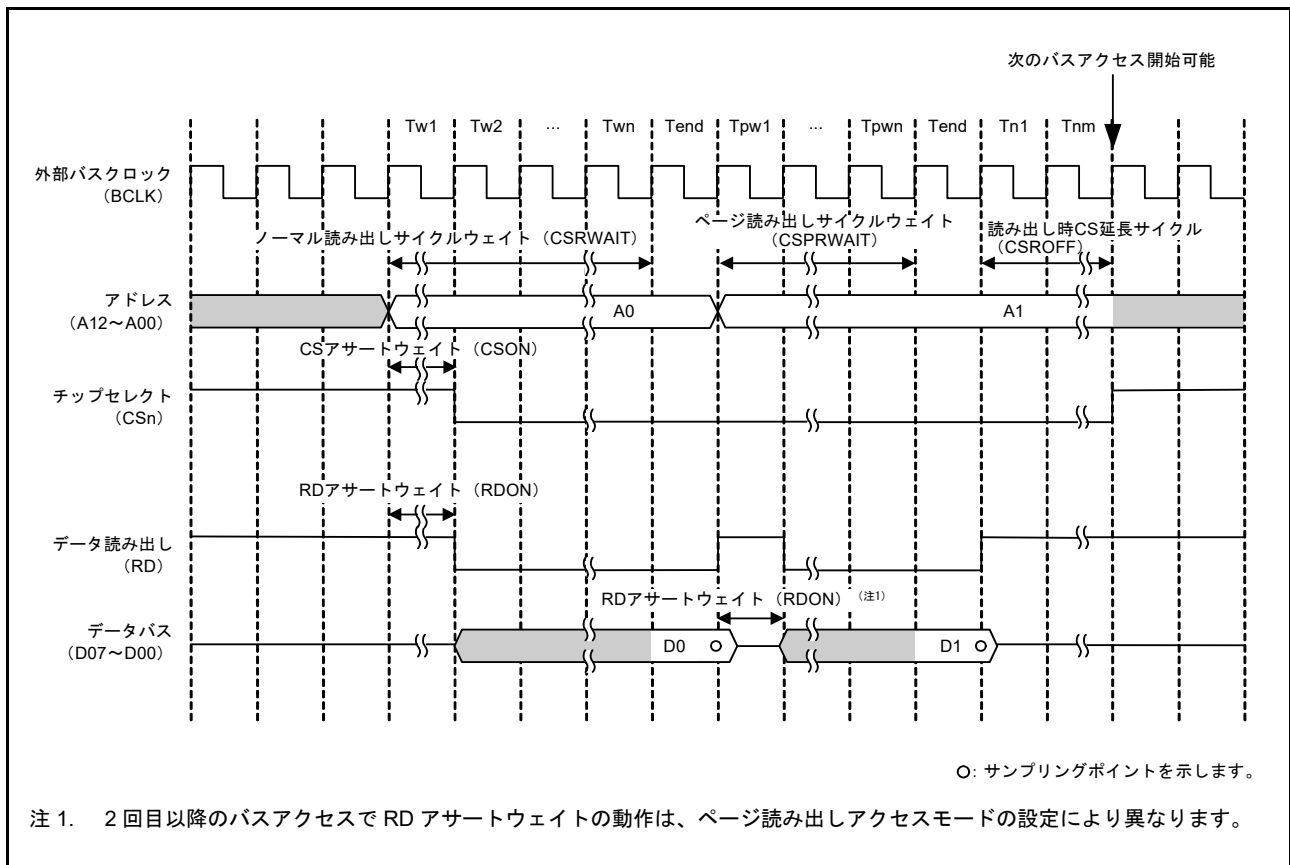 次のバスアクセス開始可能
Tw1 Tw2 ... Twn Tend Tpw1 ... Tpwn Tend Tn1 Tnm
外部バスクロック
（BCLK）
ノーマル読み出しサイクルウェイト（CSRWAIT）
ページ読み出しサイクルウェイト
（CSPRWAIT）
読み出し時CS延長サイクル
（CSROFF）
アドレス
（A12～A00）
A0 A1
CSアサートウェイト（CSON）
チップセレクト
（CSn）
RDアサートウェイト（RDON）
データ読み出し
（RD）
RDアサートウェイト（RDON）（注1）
データバス
（D07～D00）
D0 D1
O: サンプリングポイントを示します。
注 1. 2 回目以降のバスアクセスで RD アサートウェイトの動作は、ページ読み出しアクセスモードの設定により異なります。